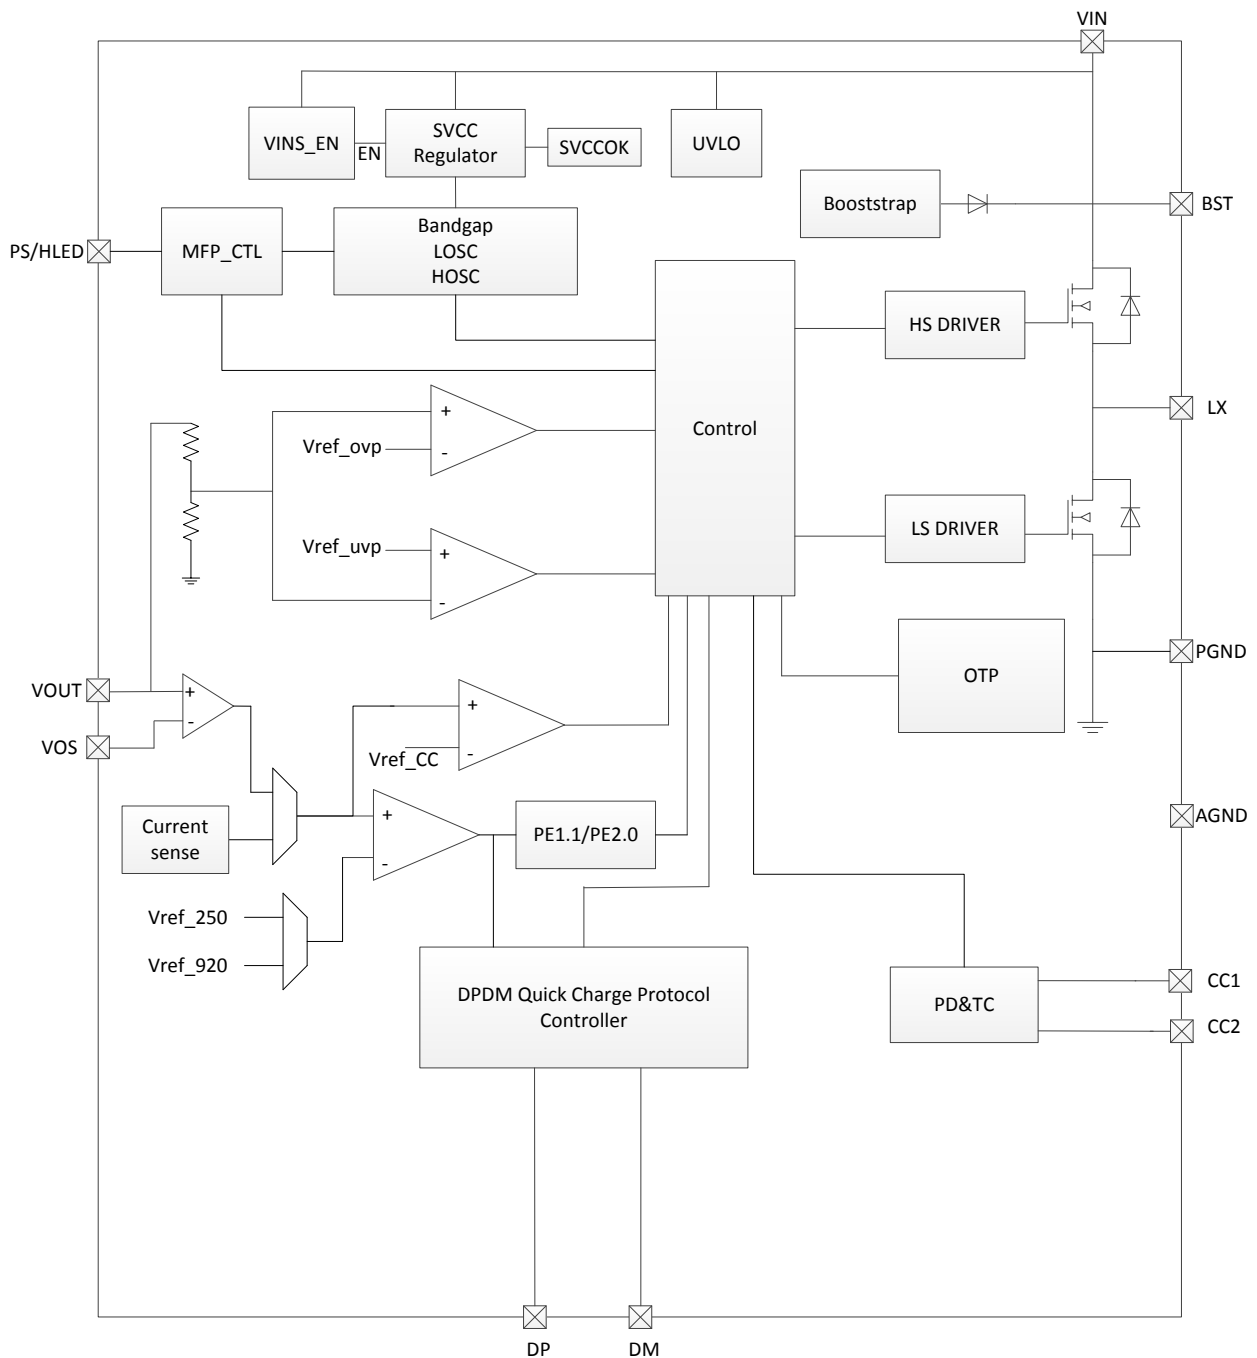 VIN
VINS_EN
EN
SVCC
Regulator
SVCCOK
UVLO
Booststrap
BST
PS/HLED
MFP_CTL
Bandgap
LOSC
HOSC
HS DRIVER
LX
Control
+
Vref_ovp
-
Vref_uvp
+
-
LS DRIVER
OTP
PGND
VOUT
+
-
VOS
+
Vref_CC
-
Current
sense
+
-
PE1.1/PE2.0
AGND
Vref_250
Vref_920
DPDM Quick Charge Protocol
Controller
PD&TC
CC1
CC2
DP
DM